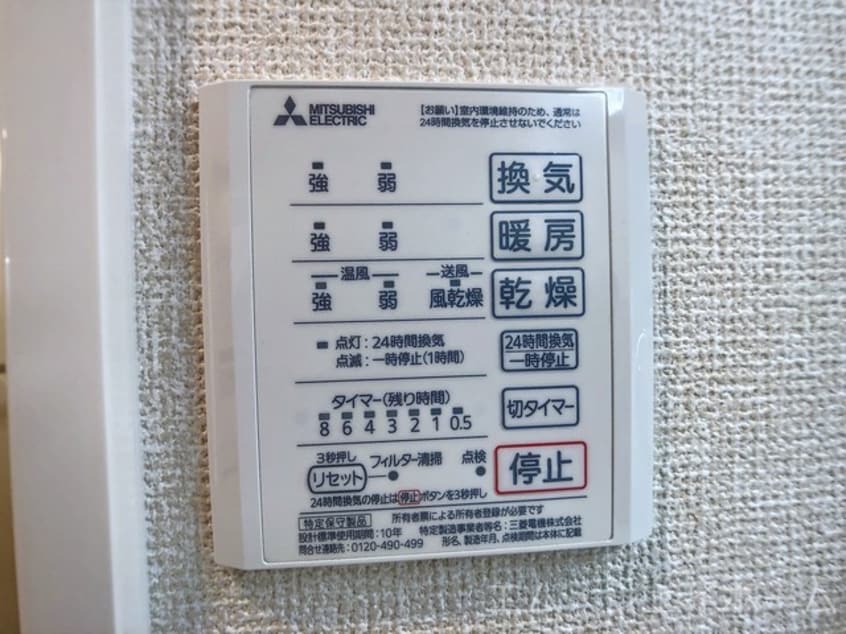 MITSUBISHI
ELECTRIC
【お願い】室内環境維持のため、通常は
24時間換気を停止させないでください
強 弱 換気
強 弱 暖房
温風 送風
強 弱 風乾燥 乾燥
点灯：24時間換気
点滅：一時停止(1時間)
24時間換気
一時停止
タイマー(残り時間)
8 6 4 3 2 1 0.5
切タイマー
3秒押し
リセット フィルター清掃 点検
停止
24時間換気の停止は停止ボタンを3秒押し
特定保守製品 所有者票による所有者登録が必要です
設計標準使用期間：10年 特定製造事業者等名：三菱電機株式会社
問合せ連絡先：0120-490-499 形名、製造年月、点検期間は本体に記載